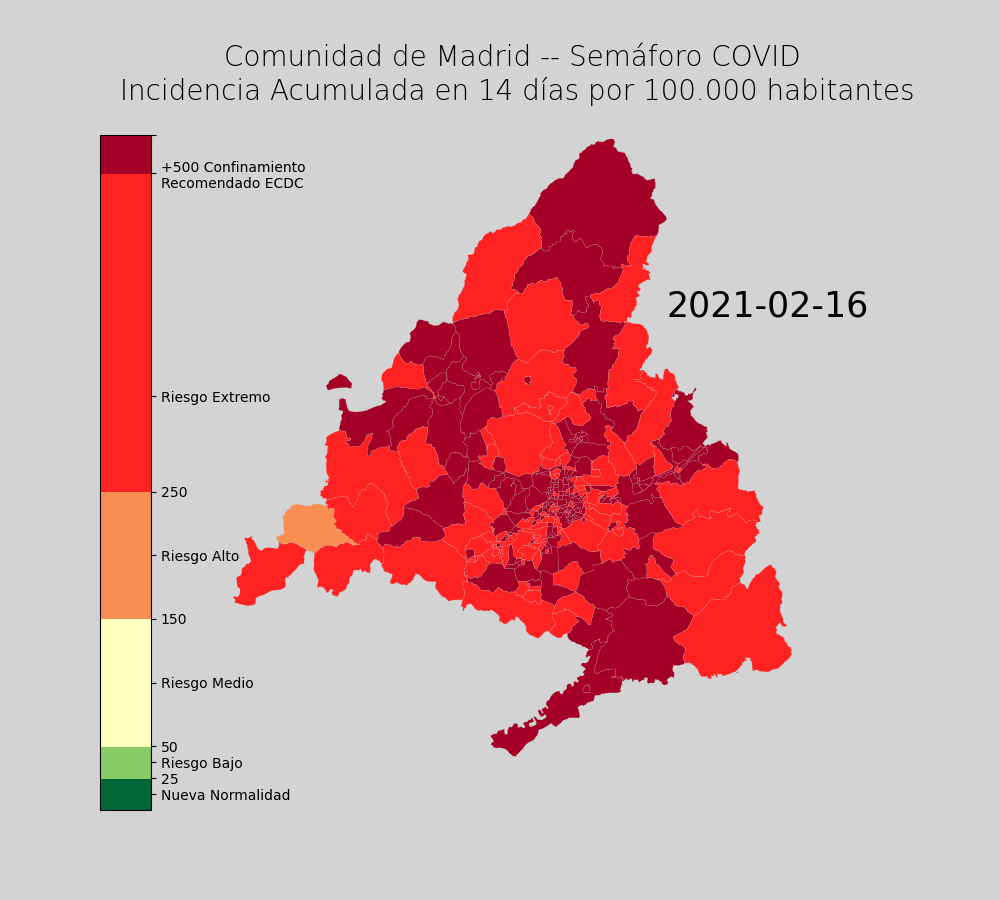 Comunidad de Madrid -- Semáforo COVID
Incidencia Acumulada en 14 días por 100.000 habitantes
+500 Confinamiento
Recomendado ECDC
2021-02-16
Riesgo Extremo
250
Riesgo Alto
150
Riesgo Medio
50
Riesgo Bajo
25
Nueva Normalidad